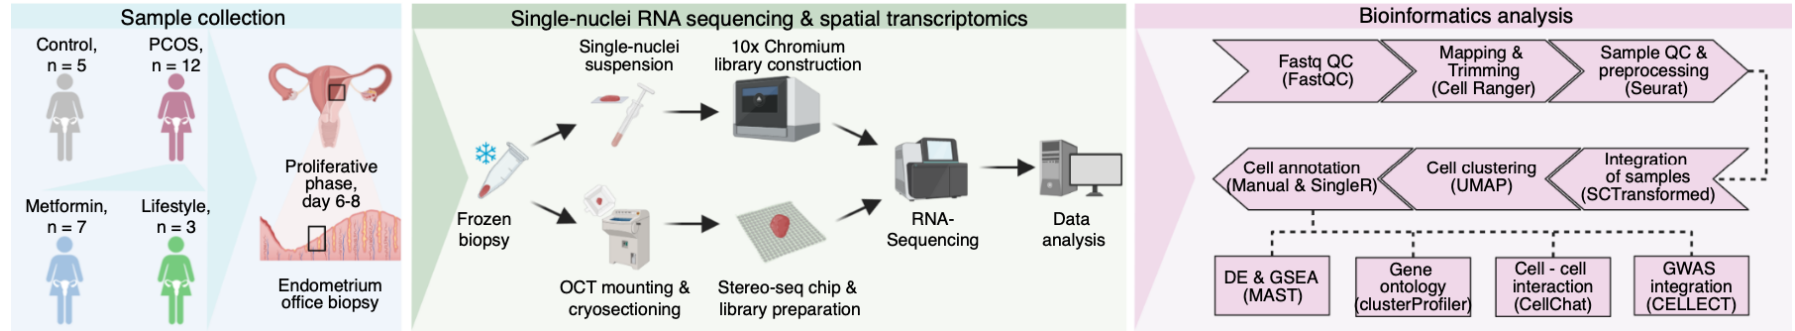 Sample collection
Control,
n = 5
PCOS,
n = 12
Metformin,
n = 7
Lifestyle,
n = 3
Proliferative
phase,
day 6-8
Endometrium
office biopsy
Single-nuclei RNA sequencing & spatial transcriptomics
Single-nuclei
suspension
10x Chromium
library construction
Frozen
biopsy
OCT mounting &
cryosectioning
Stereo-seq chip &
library preparation
RNA-
Sequencing
Data
analysis
Bioinformatics analysis
Fastq QC
(FastQC)
Mapping &
Trimming
(Cell Ranger)
Sample QC &
preprocessing
(Seurat)
Integration
of samples
(SCTransformed)
Cell clustering
(UMAP)
Cell annotation
(Manual & SingleR)
DE & GSEA
(MAST)
Gene
ontology
(clusterProfiler)
Cell - cell
interaction
(CellChat)
GWAS
integration
(CELLECT)